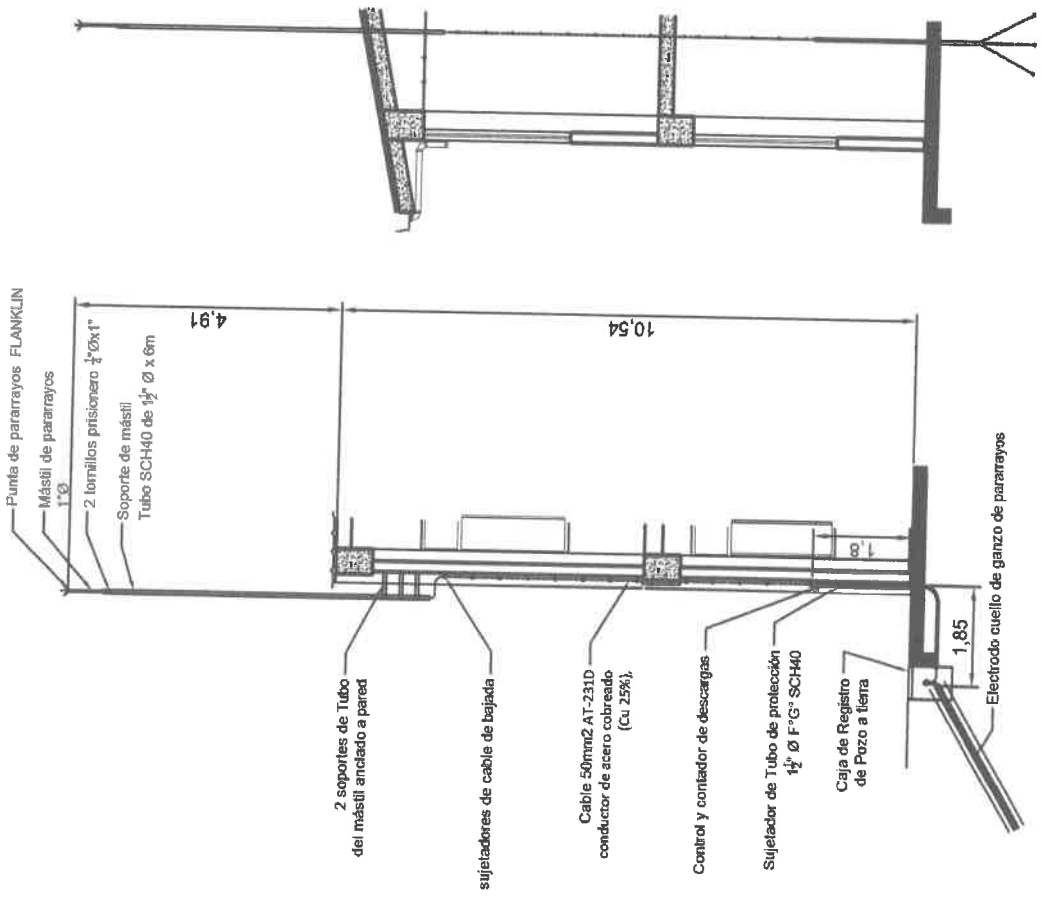 Punta de pararrayos FLANKLIN
Mástil de pararrayos
1"Ø
2 tornillos prisionero ¼"Øx1"
Soporte de mástil
Tubo SCH40 de 1½" Ø x 6m
4,91
10,54
2 soportes de Tubo
del mástil anclado a pared
sujetadores de cable de bajada
Cable 50mm2 AT-231D
conductor de acero cobreado
(Cu 25%),
Control y contador de descargas
Sujetador de Tubo de protección
1½" Ø F°G° SCH40
1,8
Caja de Registro
de Pozo a tierra
1,85
Electrodo cuello de ganzo de pararrayos